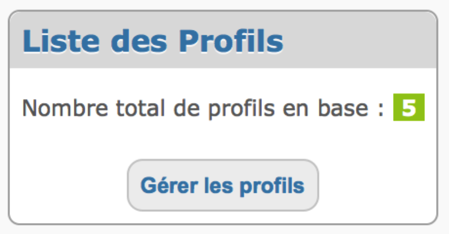 Liste des Profils
Nombre total de profils en base : 5
Gérer les profils